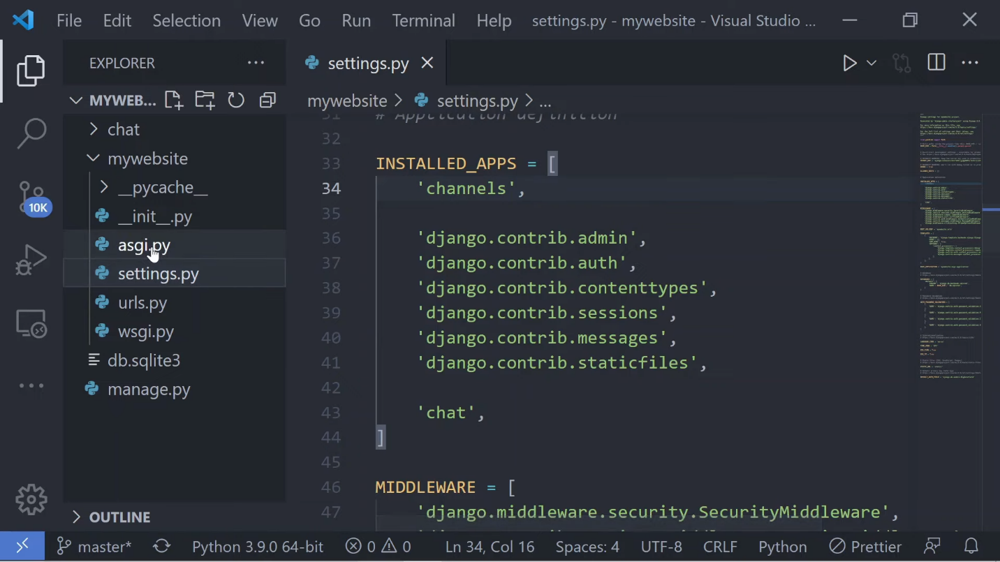 File Edit Selection View Go Run Terminal Help settings.py - mywebsite - Visual Studio ...
EXPLORER
settings.py
MYWEB...
mywebsite > settings.py > ...
chat
mywebsite
__pycache__
__init__.py
asgi.py
settings.py
urls.py
wsgi.py
db.sqlite3
manage.py
OUTLINE
10K
31 # Application definition
32
33 INSTALLED_APPS = [
34 'channels',
35
36 'django.contrib.admin',
37 'django.contrib.auth',
38 'django.contrib.contenttypes',
39 'django.contrib.sessions',
40 'django.contrib.messages',
41 'django.contrib.staticfiles',
42
43 'chat',
44 ]
45
46 MIDDLEWARE = [
47 'django.middleware.security.SecurityMiddleware',
master* Python 3.9.0 64-bit 0 0 Ln 34, Col 16 Spaces: 4 UTF-8 CRLF Python Prettier